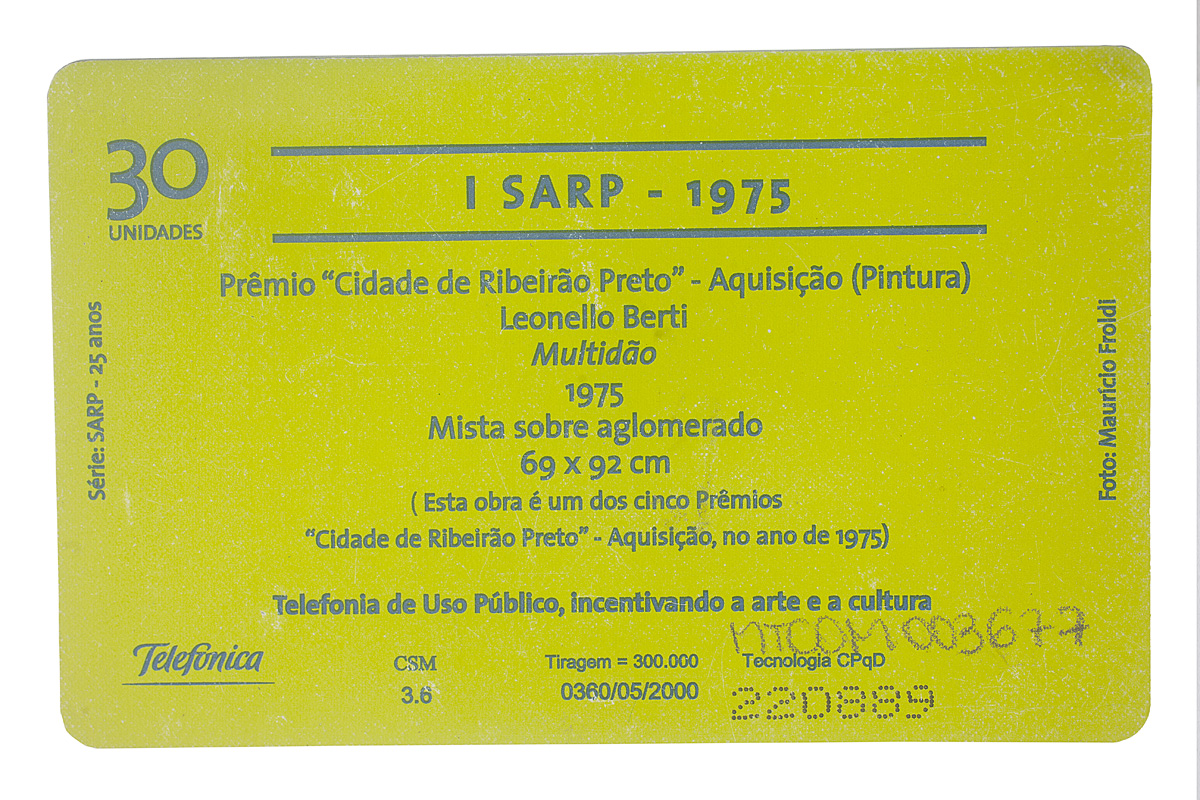 30
UNIDADES
I SARP - 1975
Prêmio “Cidade de Ribeirão Preto” - Aquisição (Pintura)
Leonello Berti
Multidão
1975
Mista sobre aglomerado
69 x 92 cm
( Esta obra é um dos cinco Prêmios
“Cidade de Ribeirão Preto” - Aquisição, no ano de 1975)
Telefonia de Uso Público, incentivando a arte e a cultura
Série: SARP - 25 anos
Foto: Maurício Froldi
Telefónica
CSM
3.6
Tiragem = 300.000
0360/05/2000
MTCOM003677
Tecnologia CPqD
220889